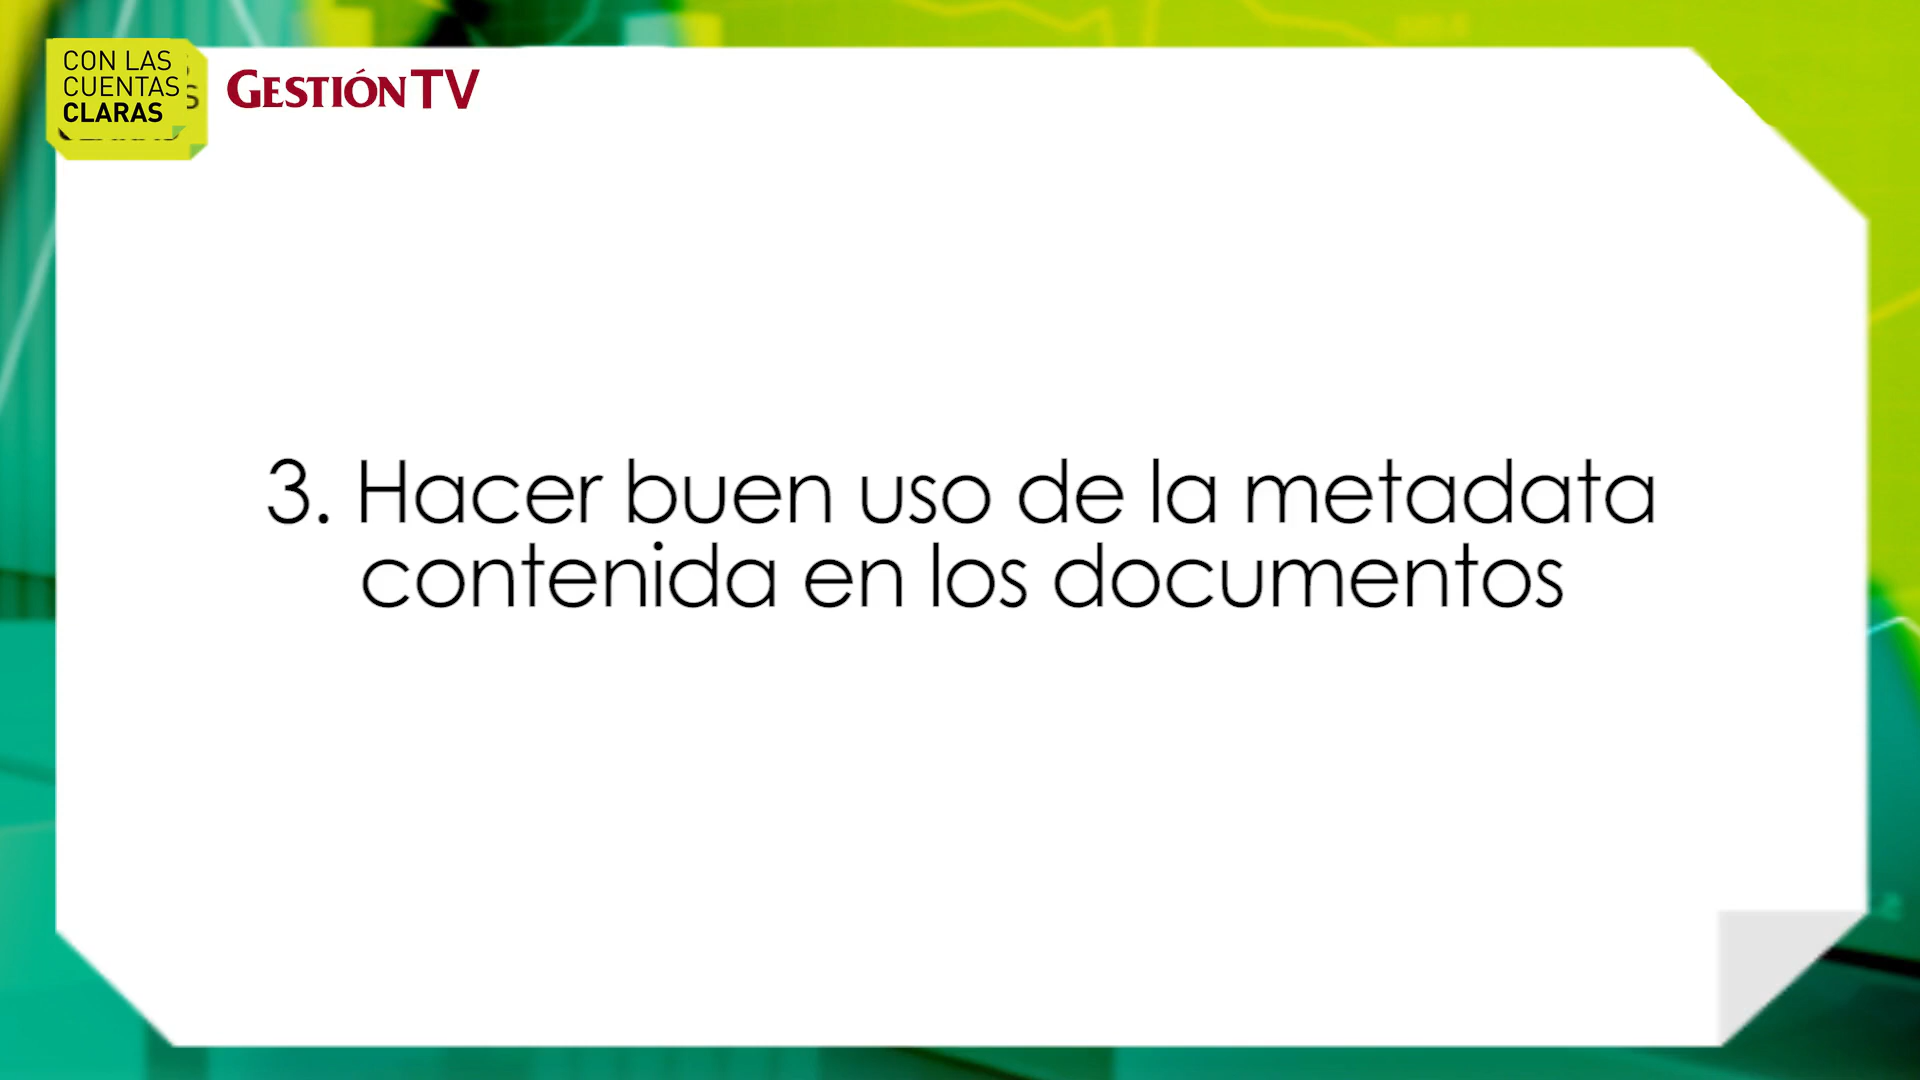 CON LAS
CUENTAS
CLARAS
GESTIÓN TV
3. Hacer buen uso de la metadata
contenida en los documentos